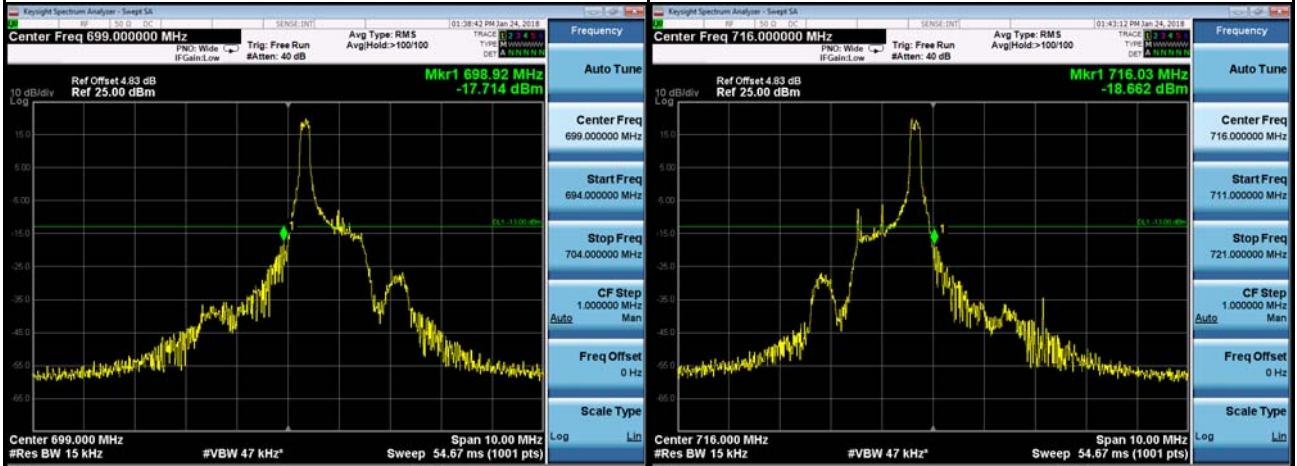 Keysight Spectrum Analyzer - Swept SA
RF 50 Ω DC SENSE:INT 01:38:42 PM Jan 24, 2018
Center Freq 699.000000 MHz
PNO: Wide
IFGain:Low
Trig: Free Run
#Atten: 40 dB
Avg Type: RMS
Avg|Hold:>100/100
TRACE 1 2 3 4 5 6
TYPE M WWWWW
DET A N N N N N
Ref Offset 4.83 dB
10 dB/div Ref 25.00 dBm
Log
Mkr1 698.92 MHz
-17.714 dBm
15.0
5.00
-5.00
-15.0
-25.0
-35.0
-45.0
-55.0
-65.0
DL1 -13.00 dBm
1
Center 699.000 MHz
#Res BW 15 kHz
#VBW 47 kHz*
Span 10.00 MHz
Sweep 54.67 ms (1001 pts)
Frequency
Auto Tune
Center Freq
699.000000 MHz
Start Freq
694.000000 MHz
Stop Freq
704.000000 MHz
CF Step
1.000000 MHz
Auto Man
Freq Offset
0 Hz
Scale Type
Log Lin
Keysight Spectrum Analyzer - Swept SA
RF 50 Ω DC SENSE:INT 01:43:12 PM Jan 24, 2018
Center Freq 716.000000 MHz
PNO: Wide
IFGain:Low
Trig: Free Run
#Atten: 40 dB
Avg Type: RMS
Avg|Hold:>100/100
TRACE 1 2 3 4 5 6
TYPE M WWWWW
DET A N N N N N
Ref Offset 4.83 dB
10 dB/div Ref 25.00 dBm
Log
Mkr1 716.03 MHz
-18.662 dBm
15.0
5.00
-5.00
-15.0
-25.0
-35.0
-45.0
-55.0
-65.0
DL1 -13.00 dBm
1
Center 716.000 MHz
#Res BW 15 kHz
#VBW 47 kHz*
Span 10.00 MHz
Sweep 54.67 ms (1001 pts)
Frequency
Auto Tune
Center Freq
716.000000 MHz
Start Freq
711.000000 MHz
Stop Freq
721.000000 MHz
CF Step
1.000000 MHz
Auto Man
Freq Offset
0 Hz
Scale Type
Log Lin